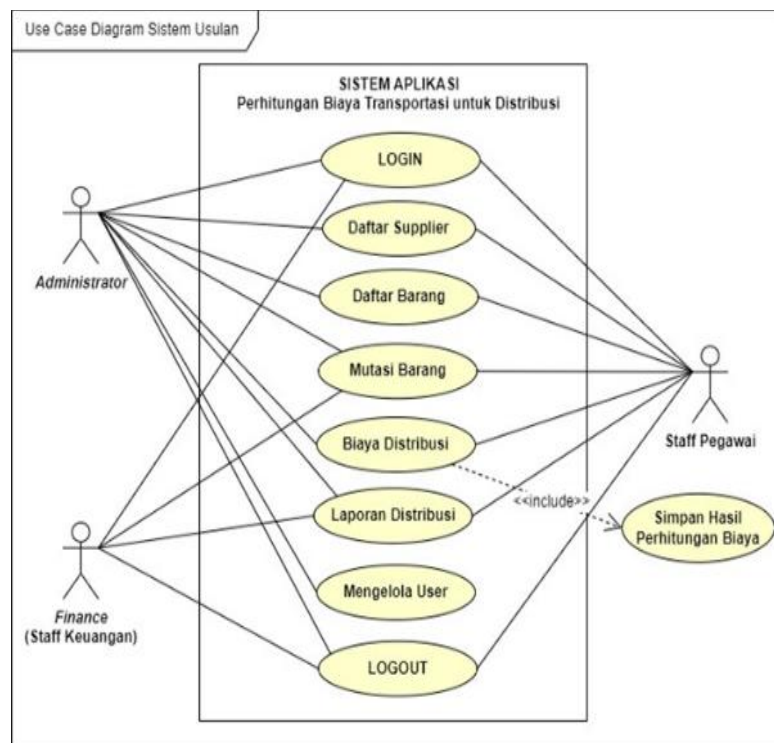 Use Case Diagram Sistem Usulan
SISTEM APLIKASI
Perhitungan Biaya Transportasi untuk Distribusi
LOGIN
Daftar Supplier
Administrator
Daftar Barang
Mutasi Barang
Staff Pegawai
Biaya Distribusi
<<include>>
Simpan Hasil
Perhitungan Biaya
Laporan Distribusi
Mengelola User
Finance
(Staff Keuangan)
LOGOUT